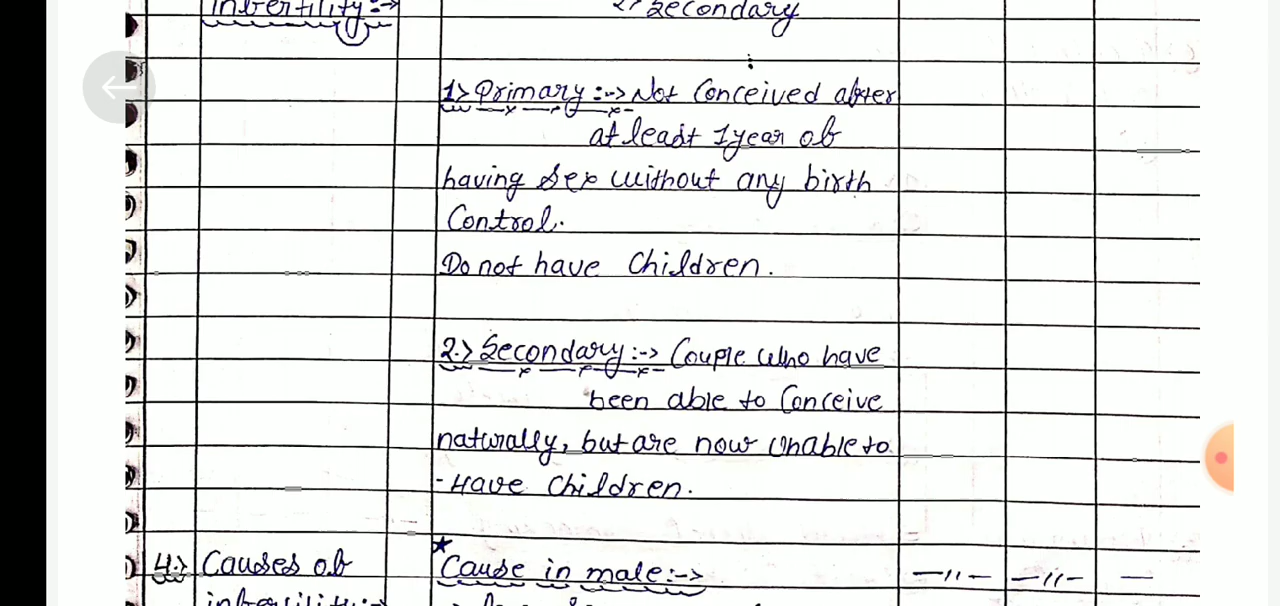 infertility:->
2.> Secondary
:
1> Primary :-> Not Conceived after
at least 1 year of
having sex without any birth
Control.
Do not have Children.
2.> Secondary :-> Couple who have
been able to Conceive
naturally, but are now Unable to
- Have Children.
4.> Causes of
★ Cause in male:->
—〃— —〃— —
infertility:->